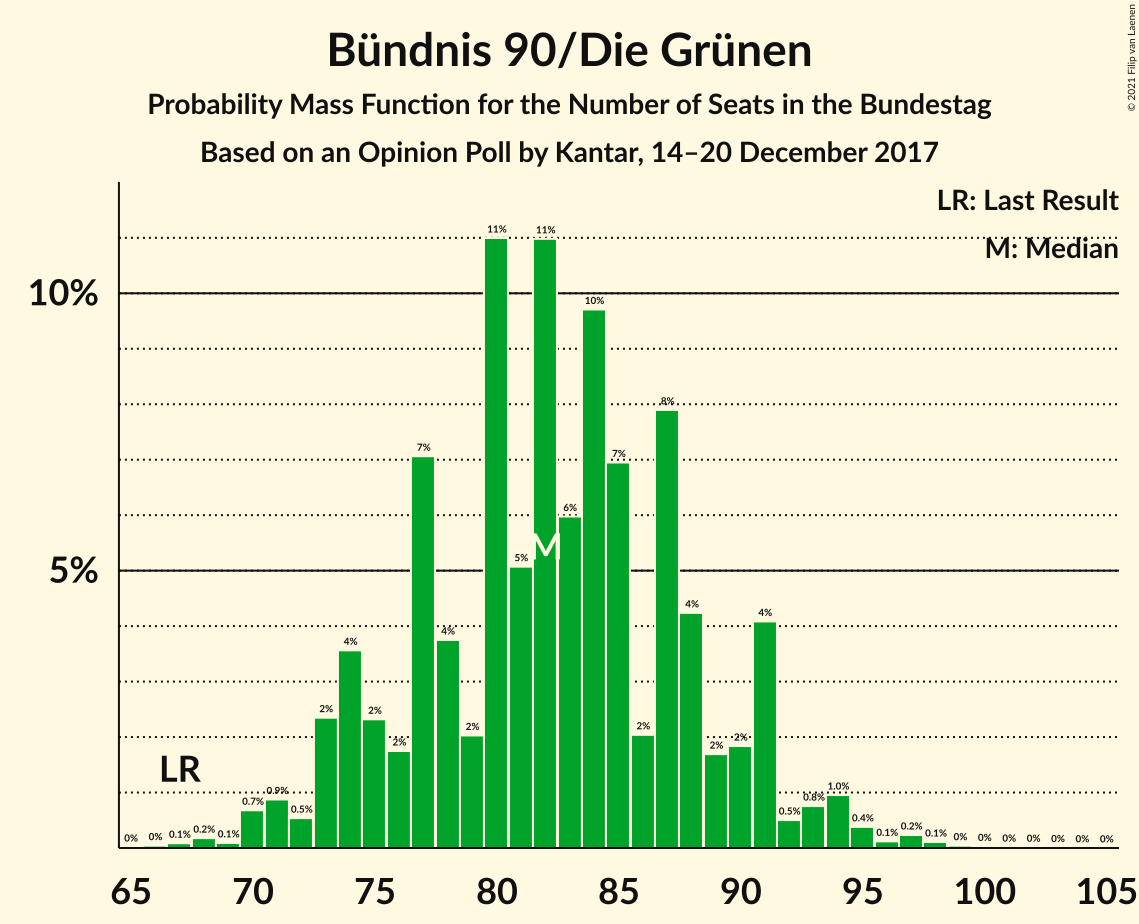 Bündnis 90/Die Grünen
Probability Mass Function for the Number of Seats in the Bundestag
Based on an Opinion Poll by Kantar, 14–20 December 2017
© 2021 Filip van Laenen
LR: Last Result
M: Median
10%
5%
LR
M
0% 0% 0.1% 0.2% 0.1% 0.7% 0.9% 0.5% 2% 4% 2% 2% 7% 4% 2% 11% 5% 11% 6% 10% 7% 2% 8% 4% 2% 2% 4% 0.5% 0.8% 1.0% 0.4% 0.1% 0.2% 0.1% 0% 0% 0% 0% 0% 0% 0%
65 70 75 80 85 90 95 100 105